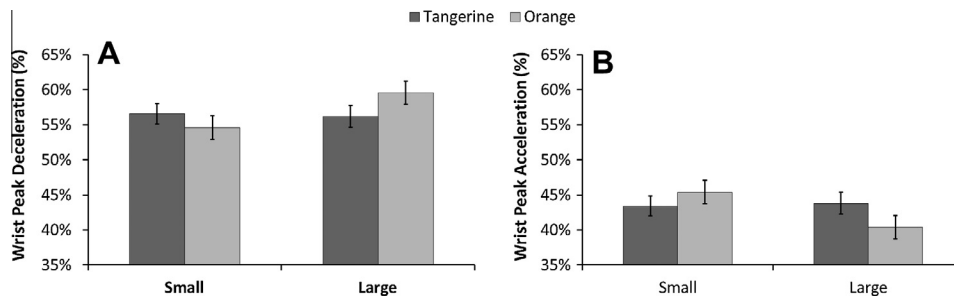 Tangerine Orange
A
Wrist Peak Deceleration (%)
65%
60%
55%
50%
45%
40%
35%
Small Large
B
Wrist Peak Acceleration (%)
65%
60%
55%
50%
45%
40%
35%
Small Large